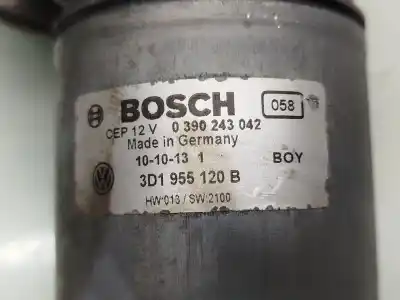 BOSCH 058
CEP 12 V 0 390 243 042
Made in Germany
10-10-13 1 BOY
3D1 955 120 B
HW:013 / SW:2100